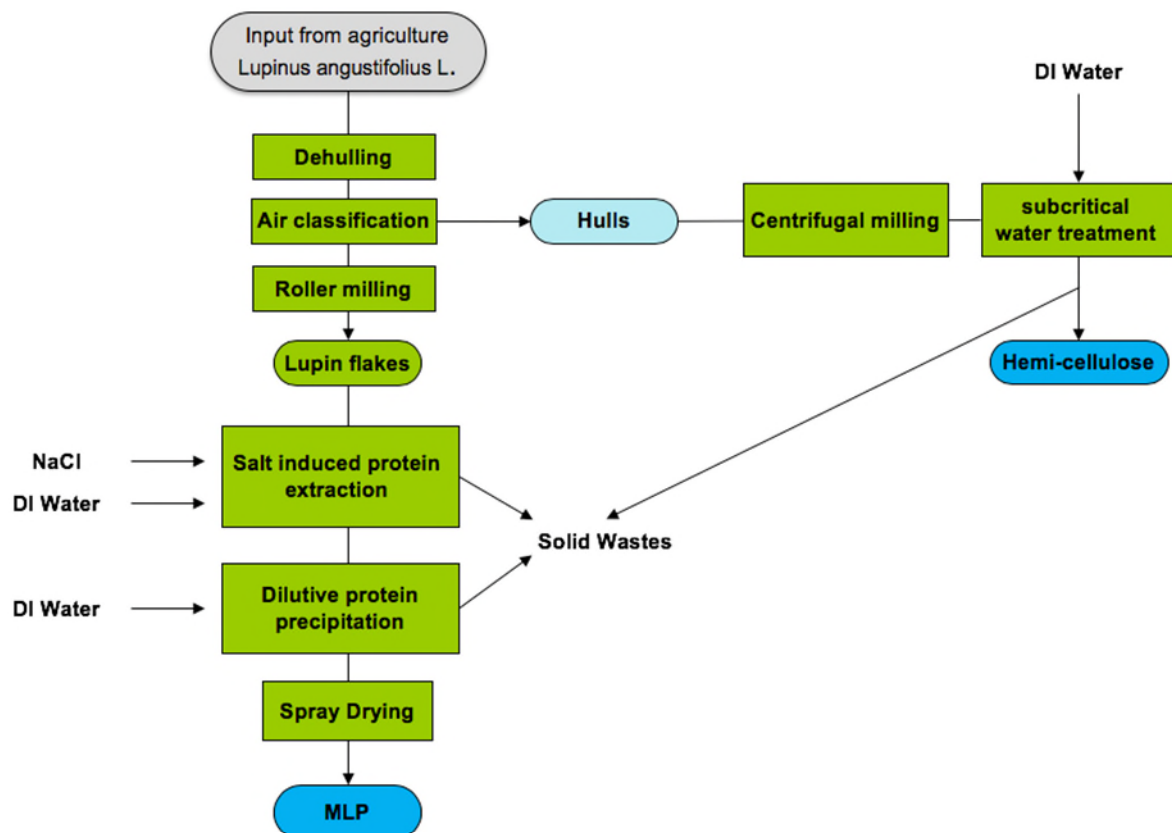 Input from agriculture
Lupinus angustifolius L.
DI Water
Dehulling
Air classification
Hulls
Centrifugal milling
subcritical
water treatment
Roller milling
Lupin flakes
Hemi-cellulose
NaCl
DI Water
Salt induced protein
extraction
Solid Wastes
DI Water
Dilutive protein
precipitation
Spray Drying
MLP